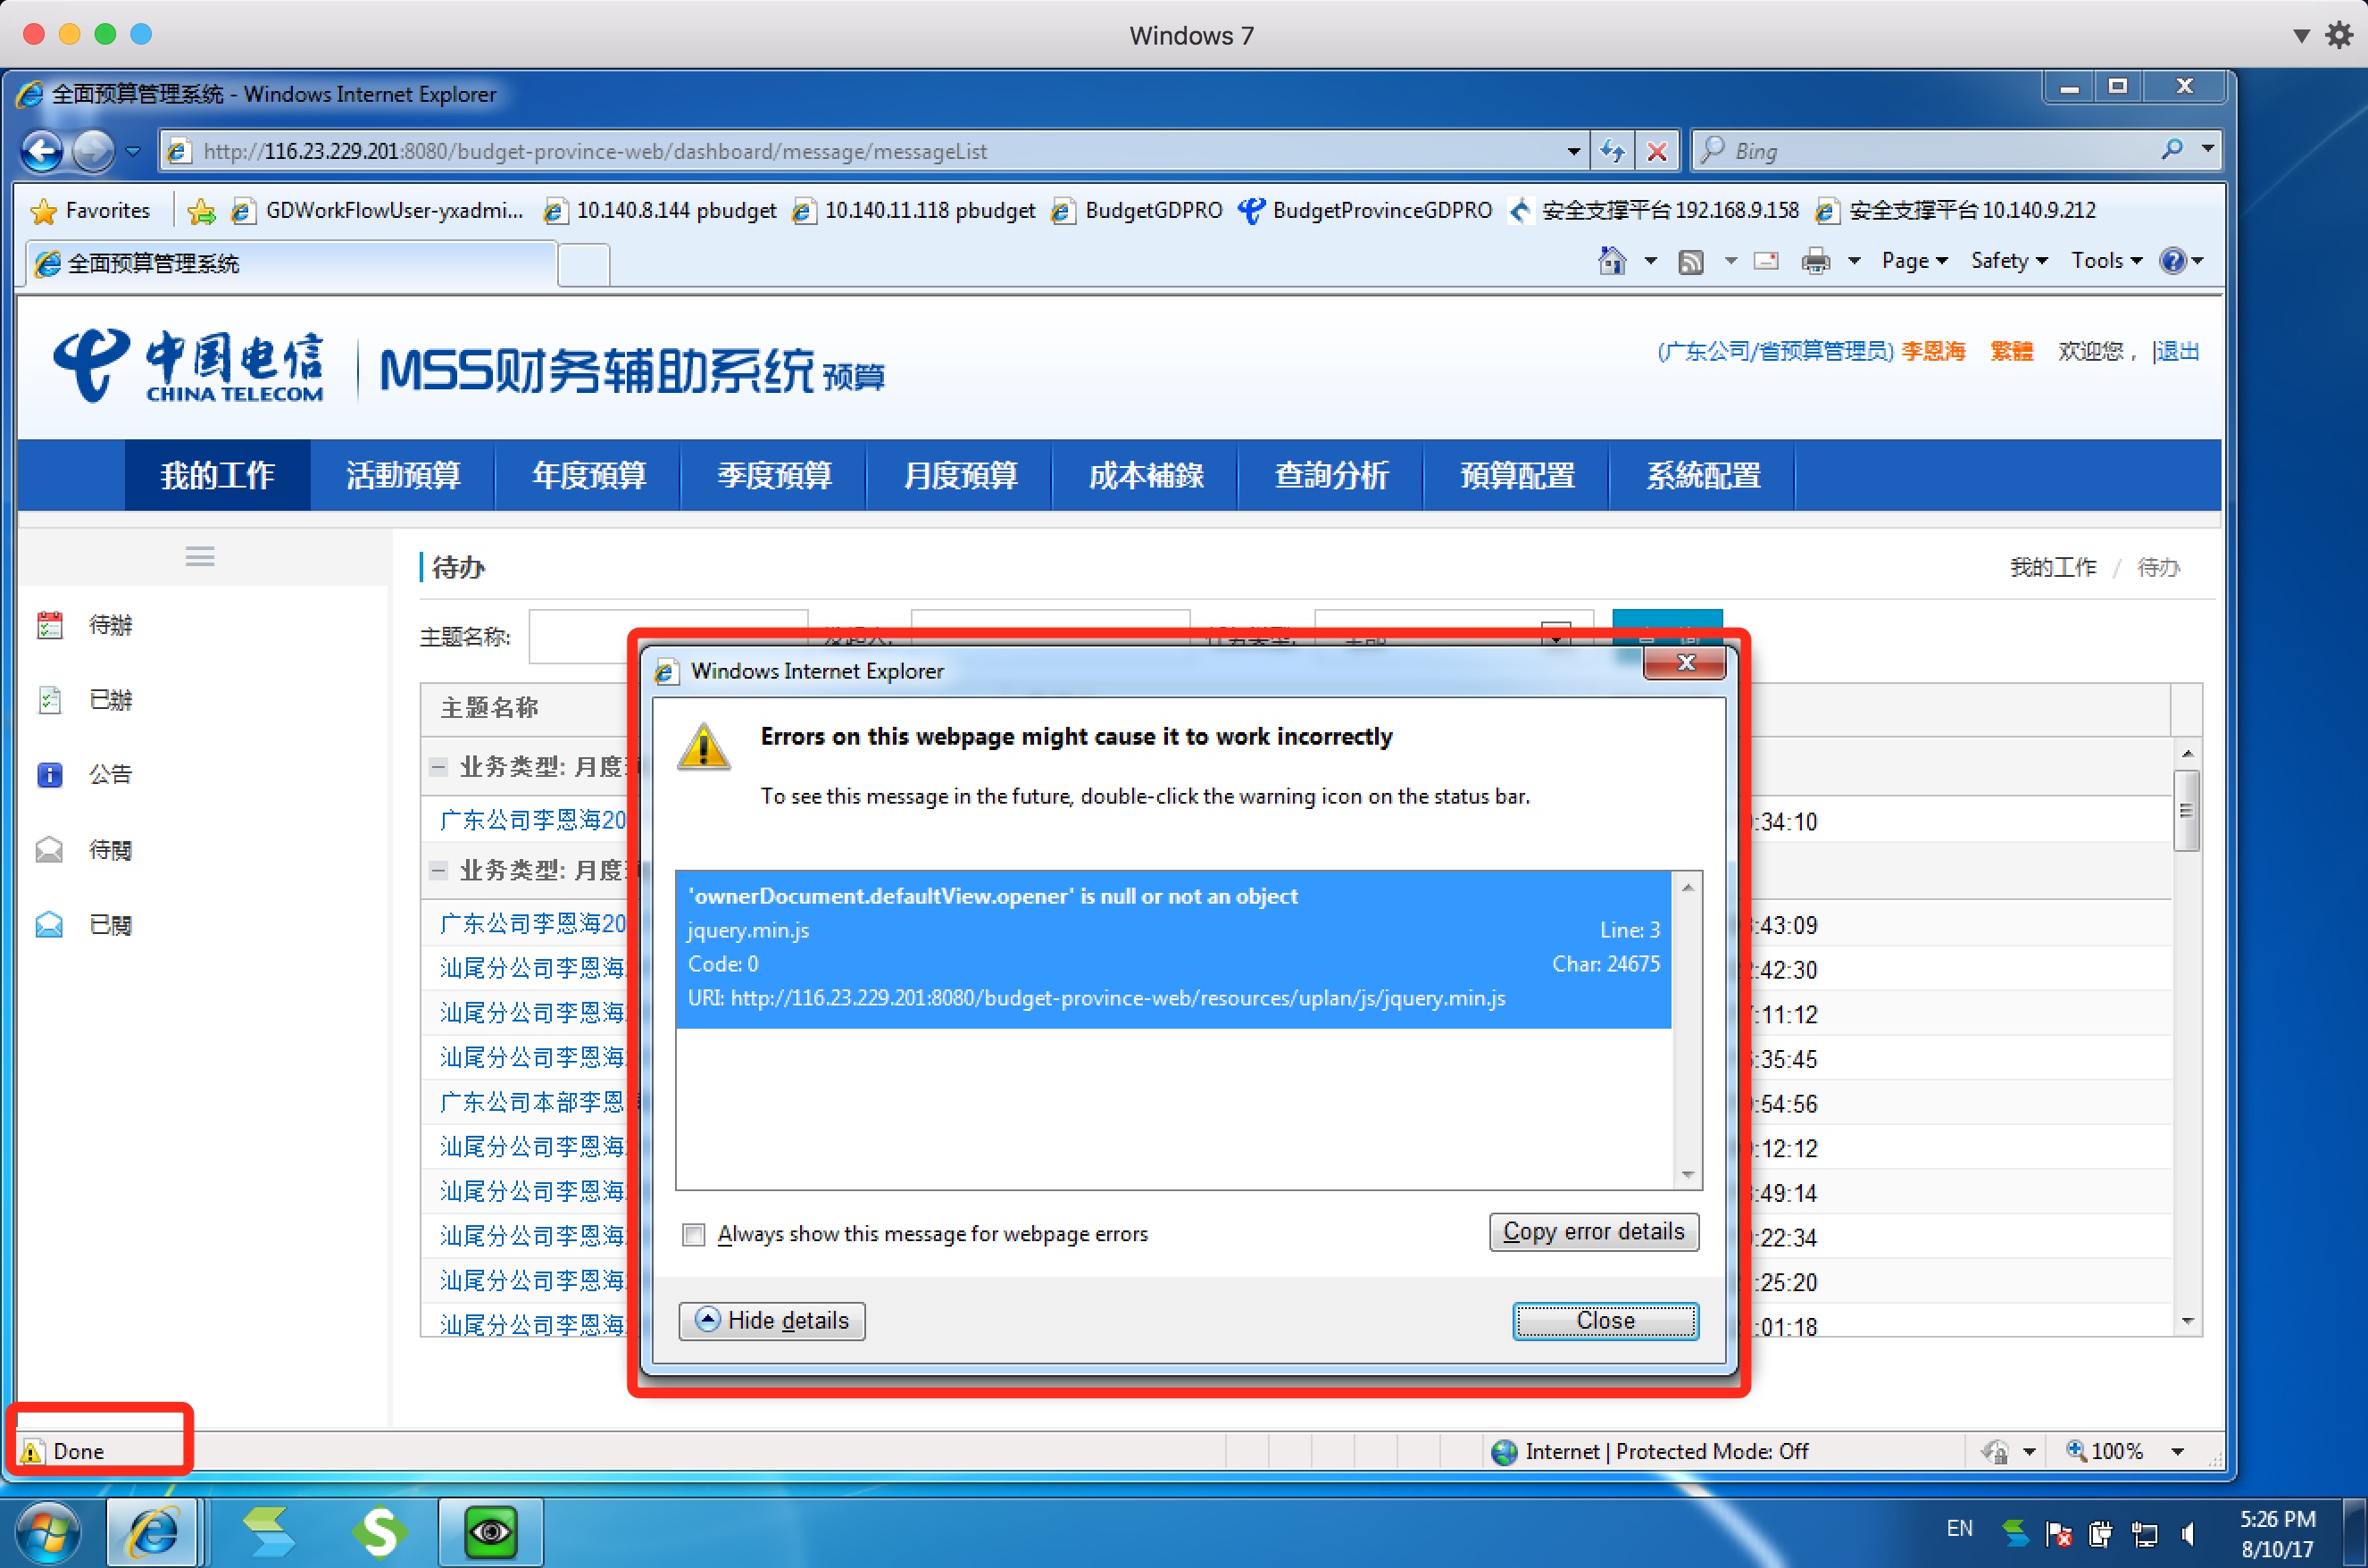 Windows 7
全面预算管理系统 - Windows Internet Explorer
http://116.23.229.201:8080/budget-province-web/dashboard/message/messageList
Bing
Favorites
GDWorkFlowUser-yxadmi...
10.140.8.144 pbudget
10.140.11.118 pbudget
BudgetGDPRO
BudgetProvinceGDPRO
安全支撑平台192.168.9.158
安全支撑平台10.140.9.212
全面预算管理系统
Page
Safety
Tools
中国电信
CHINA TELECOM
MSS财务辅助系统 预算
(广东公司/省预算管理员) 李恩海 繁體 欢迎您， |退出
我的工作 活動預算 年度預算 季度預算 月度預算 成本補錄 查詢分析 預算配置 系統配置
待办
我的工作 / 待办
待辦
已辦
公告
待閱
已閱
主题名称:
主题名称
业务类型: 月度
广东公司李恩海20
:34:10
业务类型: 月度
广东公司李恩海20
:43:09
汕尾分公司李恩海
:42:30
汕尾分公司李恩海
:11:12
汕尾分公司李恩海
:35:45
广东公司本部李恩
:54:56
汕尾分公司李恩海
:12:12
汕尾分公司李恩海
:49:14
汕尾分公司李恩海
:22:34
汕尾分公司李恩海
:25:20
汕尾分公司李恩海
:01:18
Windows Internet Explorer
Errors on this webpage might cause it to work incorrectly
To see this message in the future, double-click the warning icon on the status bar.
'ownerDocument.defaultView.opener' is null or not an object
jquery.min.js Line: 3
Code: 0 Char: 24675
URI: http://116.23.229.201:8080/budget-province-web/resources/uplan/js/jquery.min.js
Always show this message for webpage errors
Copy error details
Hide details
Close
Done
Internet | Protected Mode: Off
100%
EN
5:26 PM
8/10/17